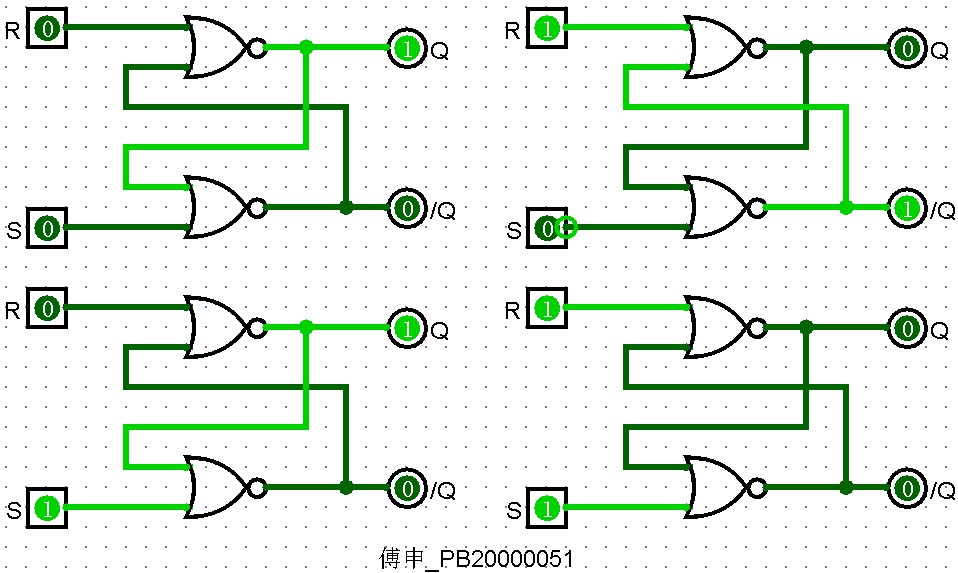 R 0 1 Q R 1 0 Q
S 0 0 /Q S 0 1 /Q
R 0 1 Q R 1 0 Q
S 1 0 /Q S 1 0 /Q
傅申_PB20000051